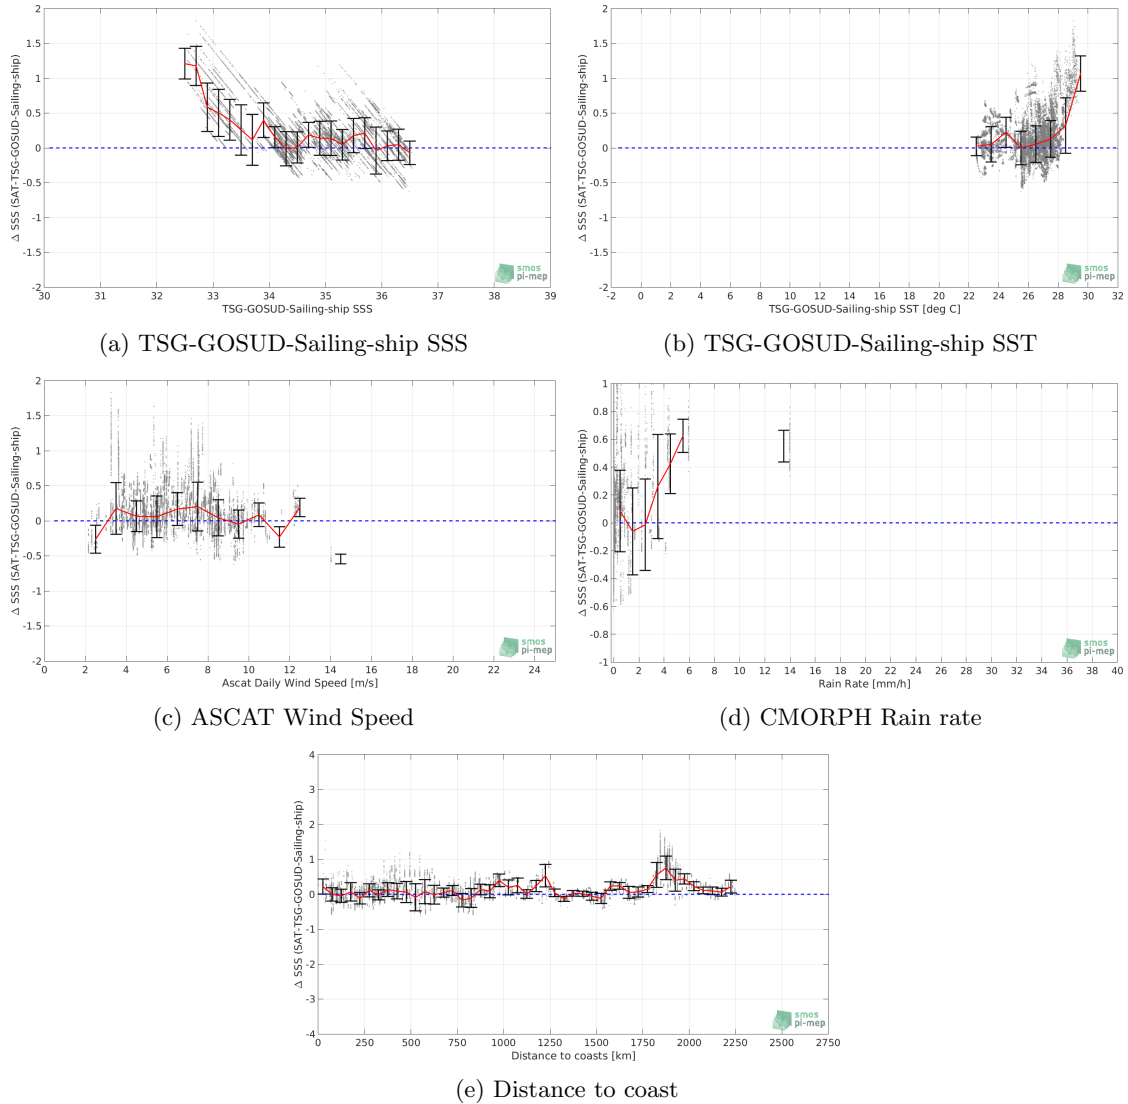 2
1.5
1
0.5
0
-0.5
-1
-1.5
-2
30 31 32 33 34 35 36 37 38 39
TSG-GOSUD-Sailing-ship SSS
Δ SSS (SAT-TSG-GOSUD-Sailing-ship)
smos
pi-mep
(a) TSG-GOSUD-Sailing-ship SSS
2
1.5
1
0.5
0
-0.5
-1
-1.5
-2
-2 0 2 4 6 8 10 12 14 16 18 20 22 24 26 28 30 32
TSG-GOSUD-Sailing-ship SST [deg C]
Δ SSS (SAT-TSG-GOSUD-Sailing-ship)
smos
pi-mep
(b) TSG-GOSUD-Sailing-ship SST
2
1.5
1
0.5
0
-0.5
-1
-1.5
-2
0 2 4 6 8 10 12 14 16 18 20 22 24
Ascat Daily Wind Speed [m/s]
Δ SSS (SAT-TSG-GOSUD-Sailing-ship)
smos
pi-mep
(c) ASCAT Wind Speed
1
0.8
0.6
0.4
0.2
0
-0.2
-0.4
-0.6
-0.8
-1
0 2 4 6 8 10 12 14 16 18 20 22 24 26 28 30 32 34 36 38 40
Rain Rate [mm/h]
Δ SSS (SAT-TSG-GOSUD-Sailing-ship)
smos
pi-mep
(d) CMORPH Rain rate
4
3
2
1
0
-1
-2
-3
-4
0 250 500 750 1000 1250 1500 1750 2000 2250 2500 2750
Distance to coasts [km]
Δ SSS (SAT-TSG-GOSUD-Sailing-ship)
smos
pi-mep
(e) Distance to coast